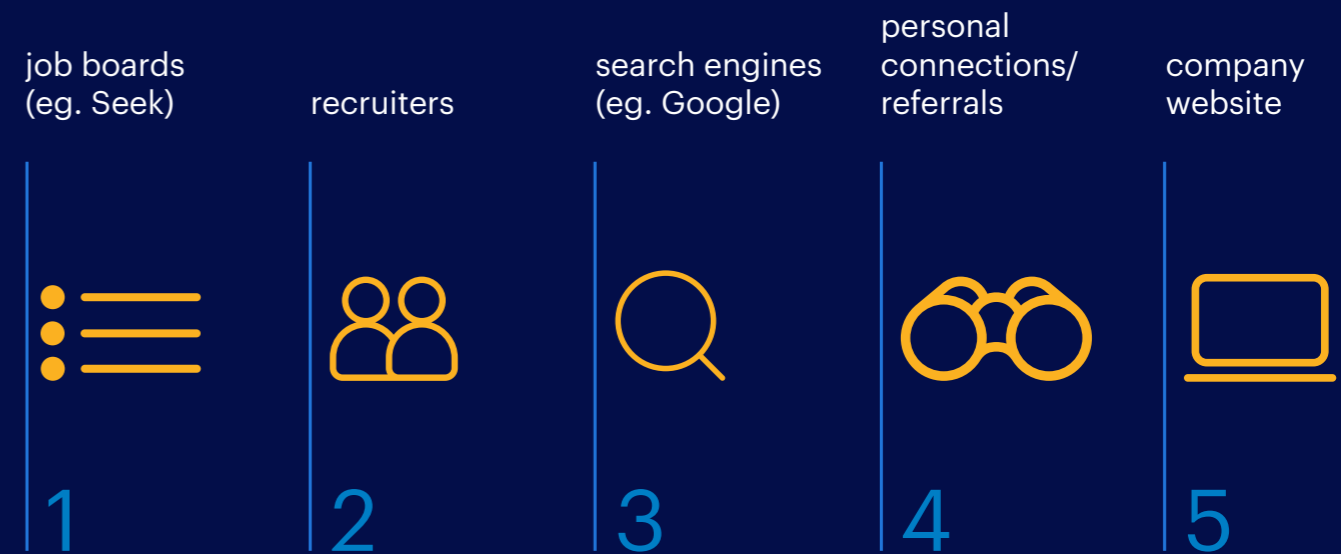 job boards
(eg. Seek)
recruiters
search engines
(eg. Google)
personal
connections/
referrals
company
website
1
2
3
4
5